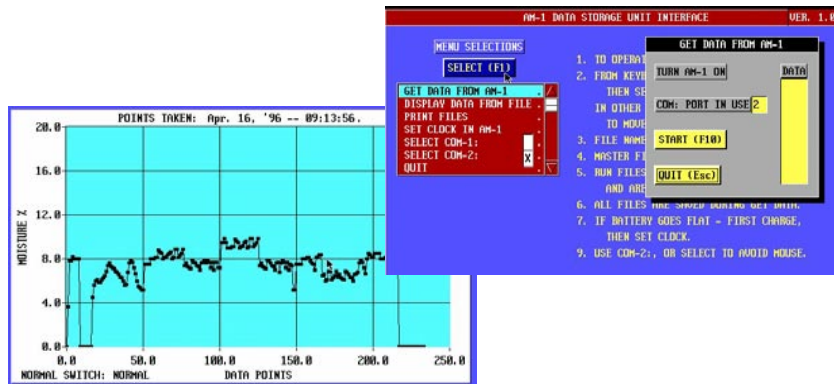 AM-1 DATA STORAGE UNIT INTERFACE VER. 1.0
MENU SELECTIONS
SELECT (F1)
GET DATA FROM AM-1 .
DISPLAY DATA FROM FILE .
PRINT FILES .
SET CLOCK IN AM-1 .
SELECT COM-1: .
SELECT COM-2: X .
QUIT .
1. TO OPERAT
2. FROM KEYB
THEN SE
IN OTHER
TO MOVE
3. FILE NAME
4. MASTER FI
5. RUN FILES
AND ARE
6. ALL FILES ARE SAVED DURING GET DATA.
7. IF BATTERY GOES FLAT - FIRST CHARGE,
THEN SET CLOCK.
9. USE COM-2:, OR SELECT TO AVOID MOUSE.
GET DATA FROM AM-1
TURN AM-1 ON DATA
COM: PORT IN USE 2
START (F10)
QUIT (Esc)
POINTS TAKEN: Apr. 16, '96 -- 09:13:56.
MOISTURE %
20.0
16.0
12.0
8.0
4.0
0.0
0.0 50.0 100.0 150.0 200.0 250.0
NORMAL SWITCH: NORMAL DATA POINTS